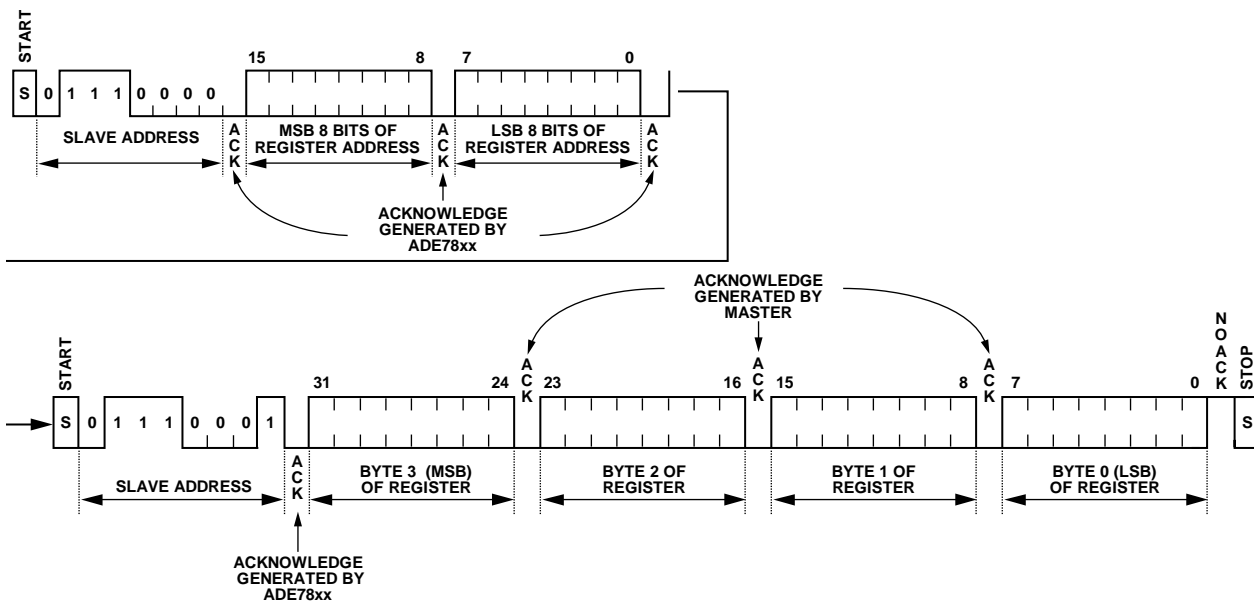 START
15 8 7 0
S 0 1 1 1 0 0 0 0
SLAVE ADDRESS
ACK
MSB 8 BITS OF
REGISTER ADDRESS
ACK
LSB 8 BITS OF
REGISTER ADDRESS
ACK
ACKNOWLEDGE
GENERATED BY
ADE78xx
ACKNOWLEDGE
GENERATED BY
MASTER
START
31 24
ACK
23 16
ACK
15 8
ACK
7 0
NO ACK
STOP
S 0 1 1 1 0 0 0 1
S
SLAVE ADDRESS
ACK
BYTE 3 (MSB)
OF REGISTER
BYTE 2 OF
REGISTER
BYTE 1 OF
REGISTER
BYTE 0 (LSB)
OF REGISTER
ACKNOWLEDGE
GENERATED BY
ADE78xx